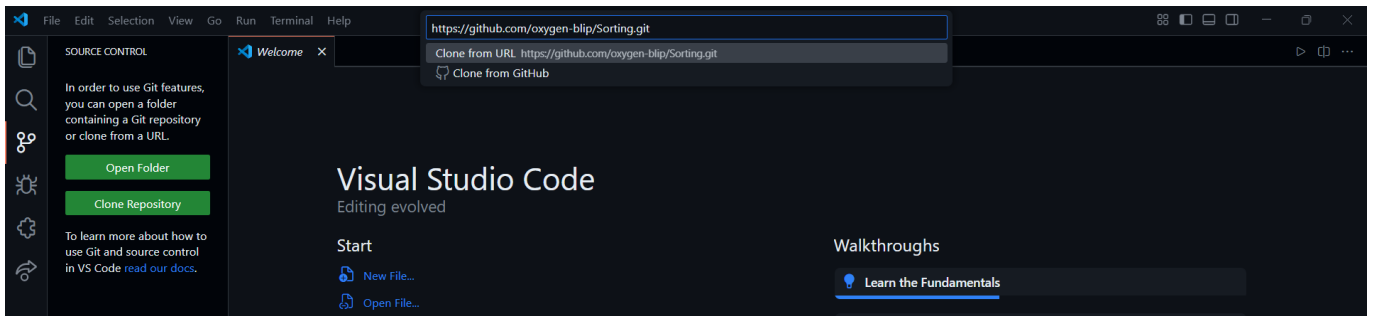 File Edit Selection View Go Run Terminal Help
https://github.com/oxygen-blip/Sorting.git
Clone from URL https://github.com/oxygen-blip/Sorting.git
Clone from GitHub
SOURCE CONTROL
In order to use Git features,
you can open a folder
containing a Git repository
or clone from a URL.
Open Folder
Clone Repository
To learn more about how to
use Git and source control
in VS Code read our docs.
Welcome
Visual Studio Code
Editing evolved
Start
New File...
Open File...
Walkthroughs
Learn the Fundamentals